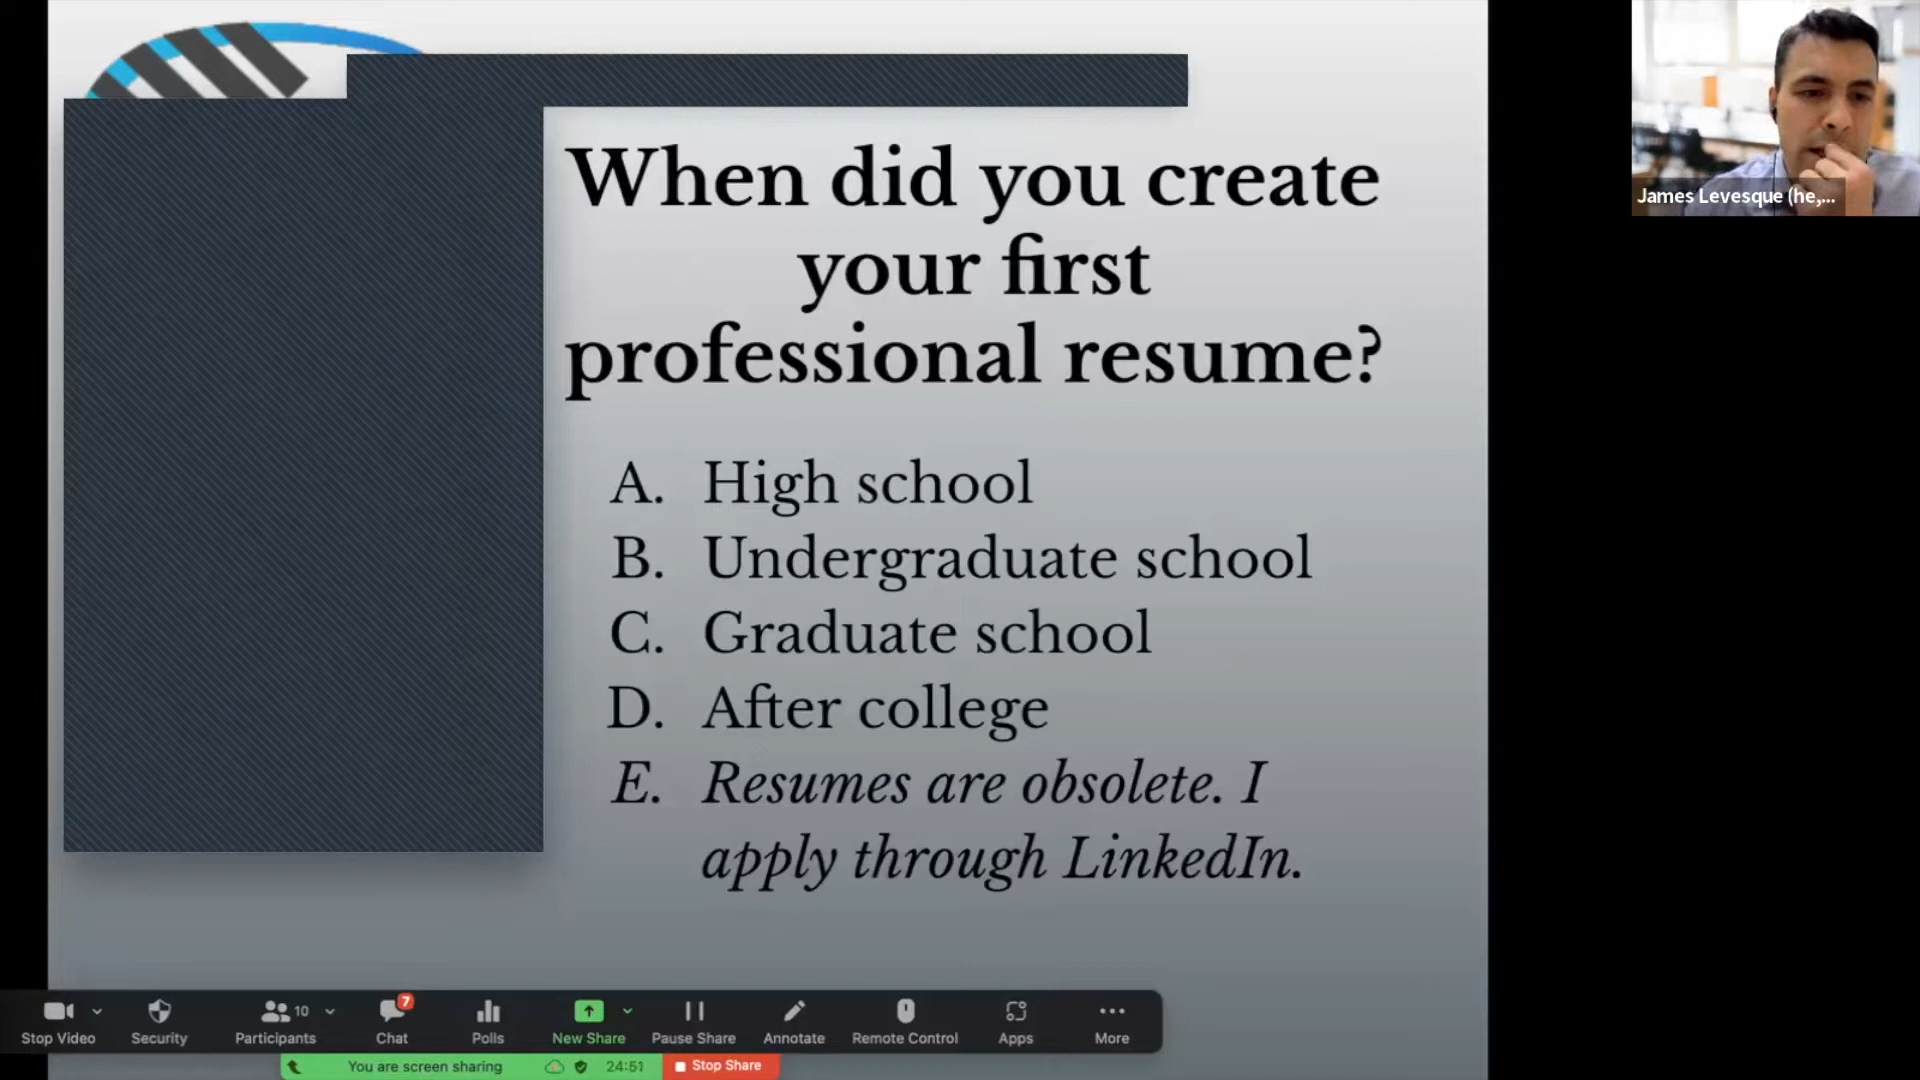 When did you create
your first
professional resume?
A. High school
B. Undergraduate school
C. Graduate school
D. After college
E. Resumes are obsolete. I
apply through LinkedIn.
James Levesque (he,...
Stop Video
Security
10
Participants
7
Chat
Polls
New Share
Pause Share
Annotate
Remote Control
Apps
More
You are screen sharing
24:51
Stop Share